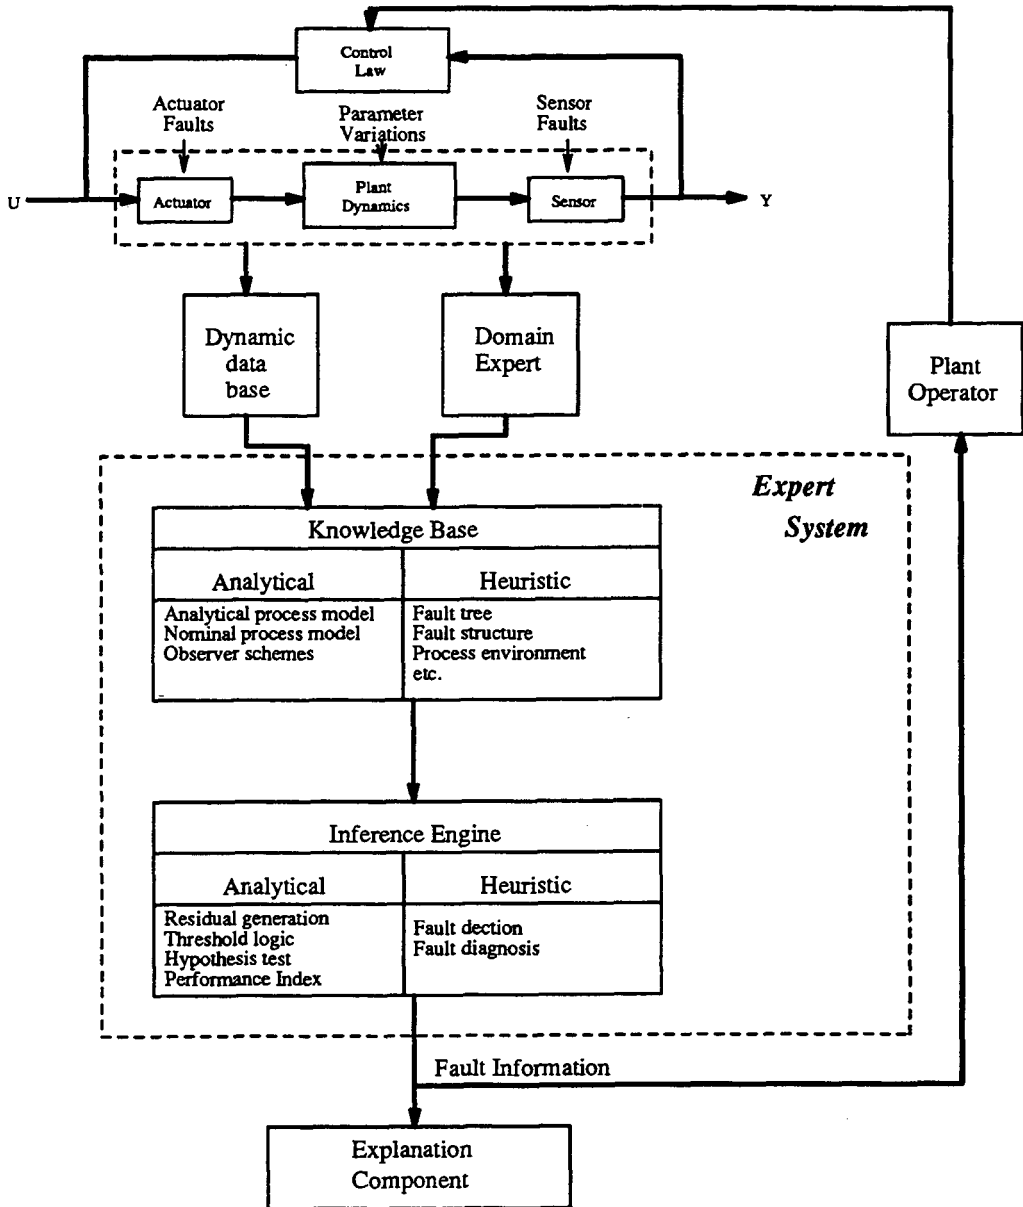 Control
Law
Actuator
Faults
Parameter
Variations
Sensor
Faults
U
Actuator
Plant
Dynamics
Sensor
Y
Dynamic
data
base
Domain
Expert
Plant
Operator
Expert
System
Knowledge Base
Analytical
Heuristic
Analytical process model
Nominal process model
Observer schemes
Fault tree
Fault structure
Process environment
etc.
Inference Engine
Analytical
Heuristic
Residual generation
Threshold logic
Hypothesis test
Performance Index
Fault dection
Fault diagnosis
Fault Information
Explanation
Component